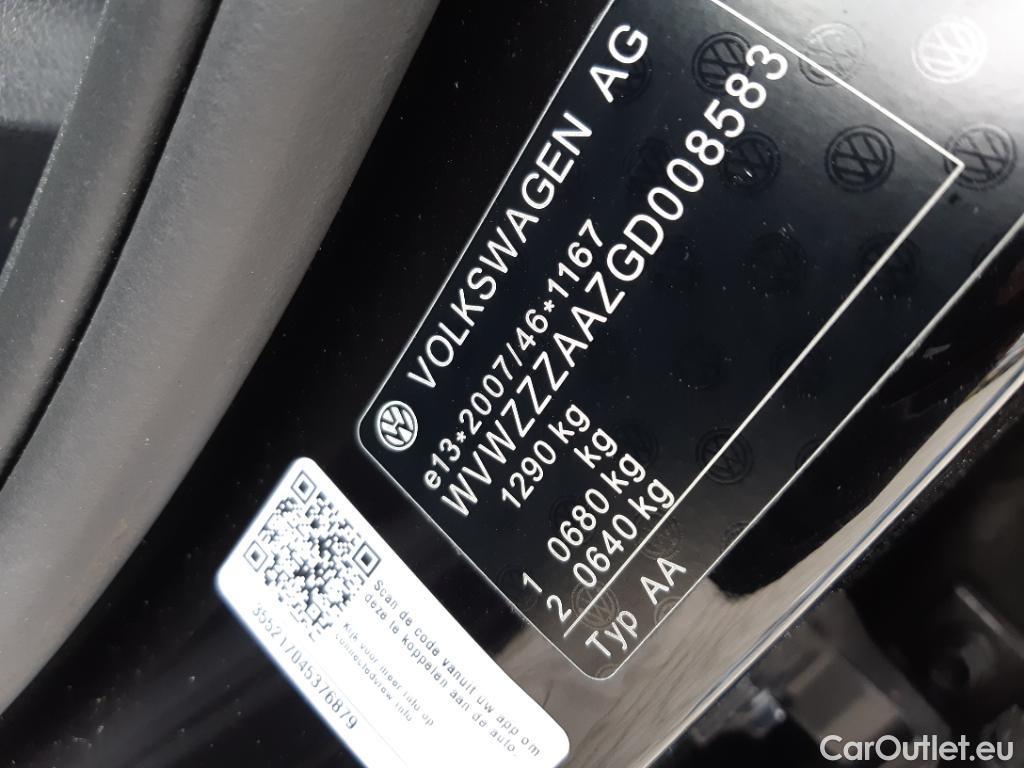 VOLKSWAGEN AG
e13*2007/46*1167
WVWZZZAAZGD008583
1290 kg
kg
1 0680 kg
2 0640 kg
Typ AA
Scan de code vanuit uw app om
deze te koppelen aan de auto.
Kijk voor meer info op
connectedview.info
355217045376879
CarOutlet.eu